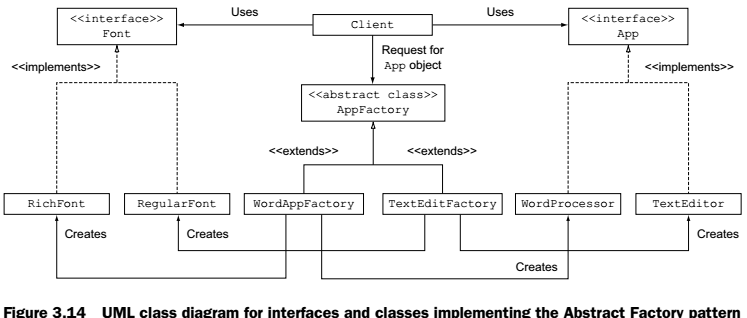 <<interface>>
Font
Uses
Client
Uses
<<interface>>
App
Request for
App object
<<implements>>
<<implements>>
<<abstract class>>
AppFactory
<<extends>>
<<extends>>
RichFont
RegularFont
WordAppFactory
TextEditFactory
WordProcessor
TextEditor
Creates
Creates
Creates
Creates
Figure 3.14 UML class diagram for interfaces and classes implementing the Abstract Factory pattern